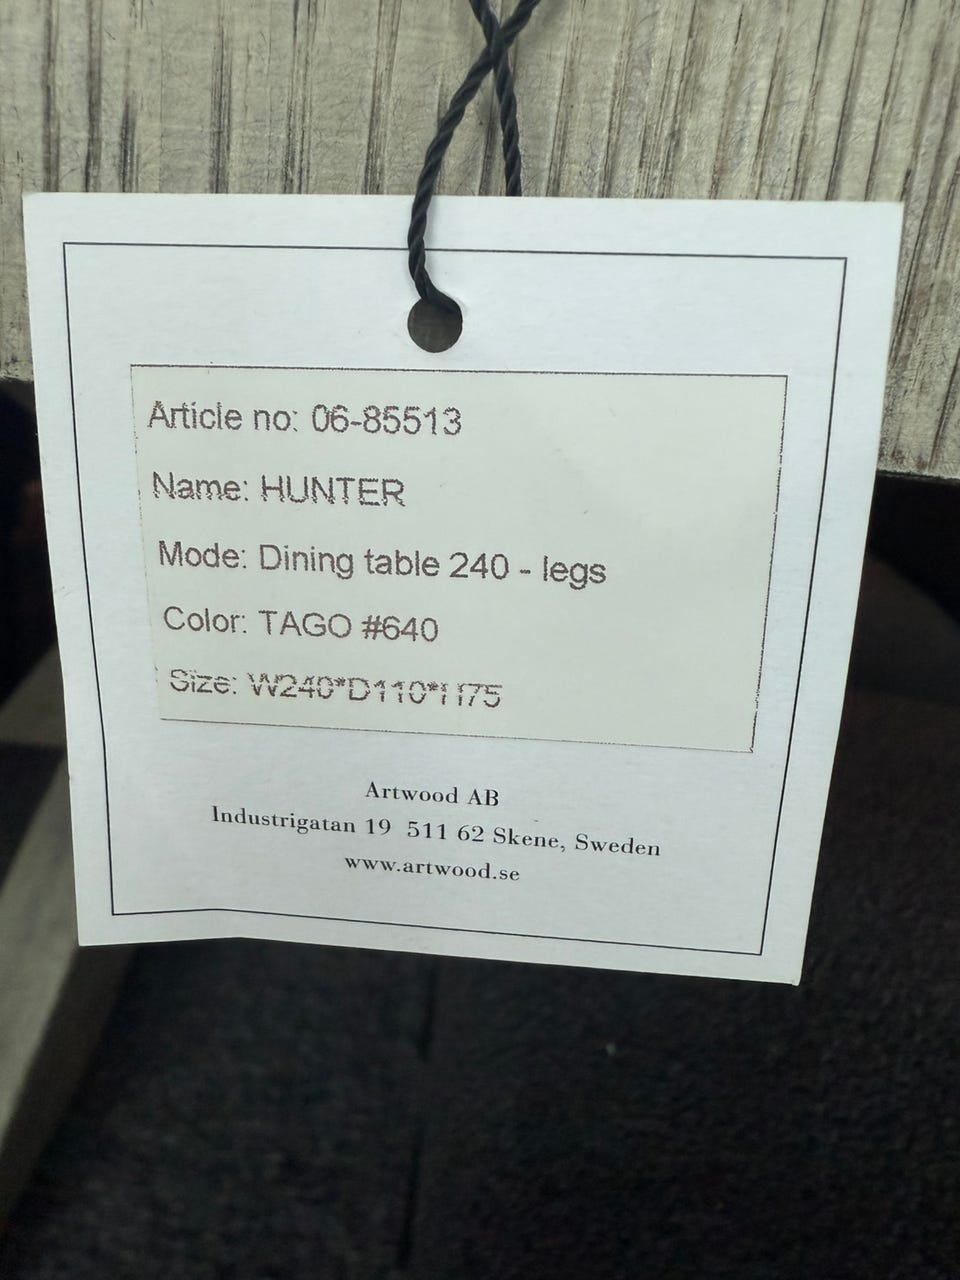 Article no: 06-85513
Name: HUNTER
Mode: Dining table 240 - legs
Color: TAGO #640
Size: W240*D110*H75
Artwood AB
Industrigatan 19 511 62 Skene, Sweden
www.artwood.se